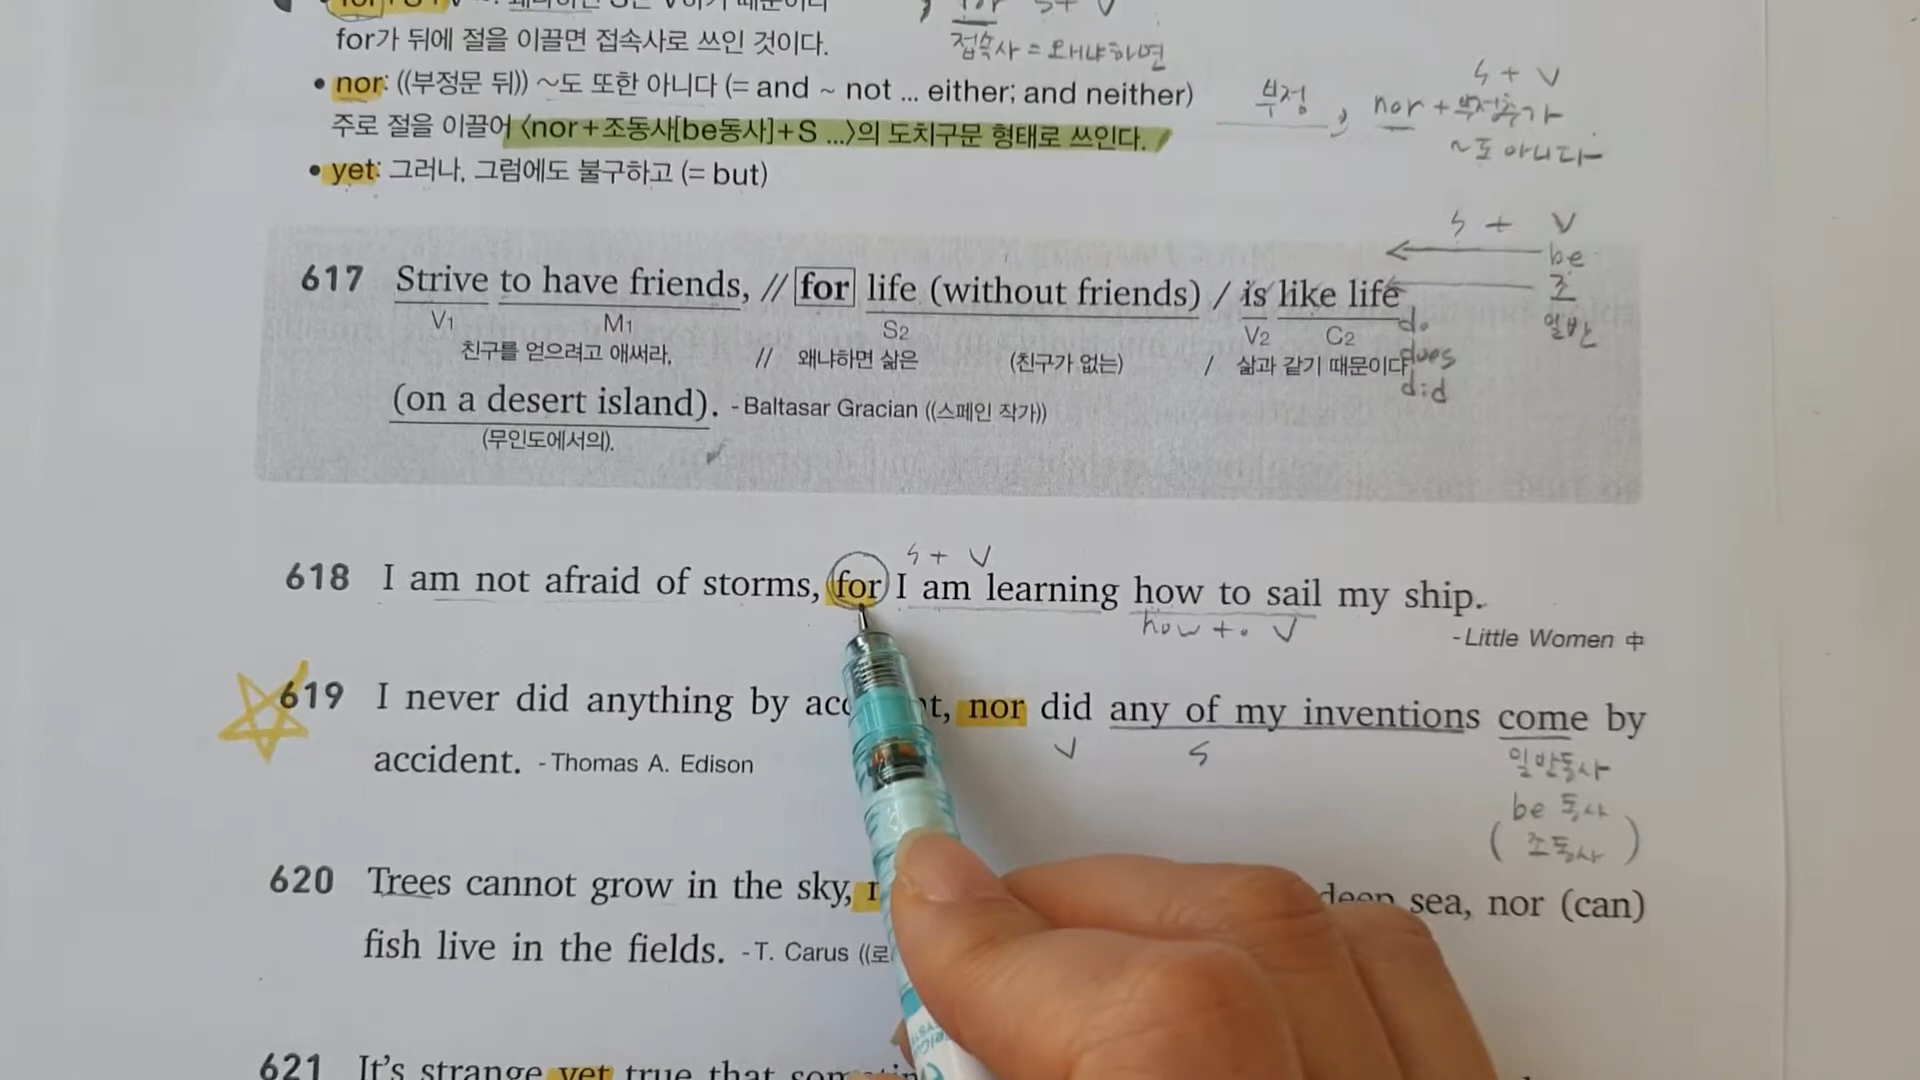 for가 뒤에 절을 이끌면 접속사로 쓰인 것이다.
접속사 = 왜냐하면
• nor: ((부정문 뒤)) ～도 또한 아니다 (= and ~ not ... either; and neither)
주로 절을 이끌어 〈nor+조동사[be동사]+S ...〉의 도치구문 형태로 쓰인다.
• yet: 그러나, 그럼에도 불구하고 (= but)
부정 , nor +
S + V
~도 아니다
S + V
be
조
일반
do
does
did
617 Strive to have friends, // for life (without friends) / is like life
V1 M1 S2 V2 C2
친구를 얻으려고 애써라, // 왜냐하면 삶은 (친구가 없는) / 삶과 같기 때문이다
(on a desert island). - Baltasar Gracian ((스페인 작가))
(무인도에서의).
S + V
618 I am not afraid of storms, for I am learning how to sail my ship.
how to V
- Little Women 中
619 I never did anything by nor did any of my inventions come by
V S 일반동사
accident. - Thomas A. Edison
be 동사
( 조동사 )
620 Trees cannot grow in the sky, deep sea, nor (can)
fish live in the fields. - T. Carus
621 It's strange yet true that